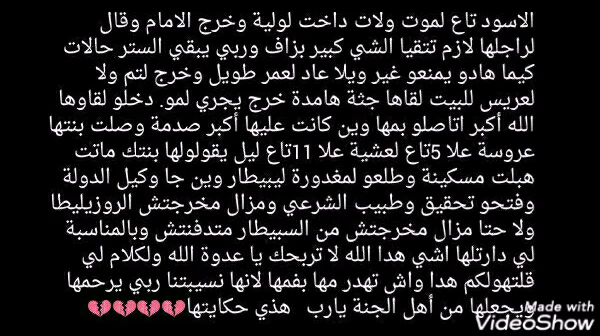 الاسود تاع لموت ولات داخت لولية وخرج الامام وقال
لراجلها لازم تتقيا الشي كبير بزاف وربي يبقي الستر حالات
كيما هادو يمنعو غير ويلا عاد لعمر طويل وخرج لتم ولا
لعريس للبيت لقاها جثة هامدة خرج يجري لمو. دخلو لقاوها
الله أكبر اتاصلو بمها وين كانت عليها أكبر صدمة وصلت بنتها
عروسة علا 5تاع لعشية علا 11تاع ليل يقولولها بنتك ماتت
هبلت مسكينة وطلعو لمغدورة ليبيطار وين جا وكيل الدولة
وفتحو تحقيق وطبيب الشرعي ومزال مخرجتش الروزيليطا
ولا حتا مزال مخرجتش من السبيطار متدفنتش وبالمناسبة
لي دارتلها اشي هدا الله لا تربحك يا عدوة الله ولكلام لي
قلتهولكم هدا واش تهدر مها بفمها لانها نسيبتنا ربي يرحمها
ويجعلها من أهل الجنة يارب هذي حكايتها💔💔💔💔
Made with
VideoShow